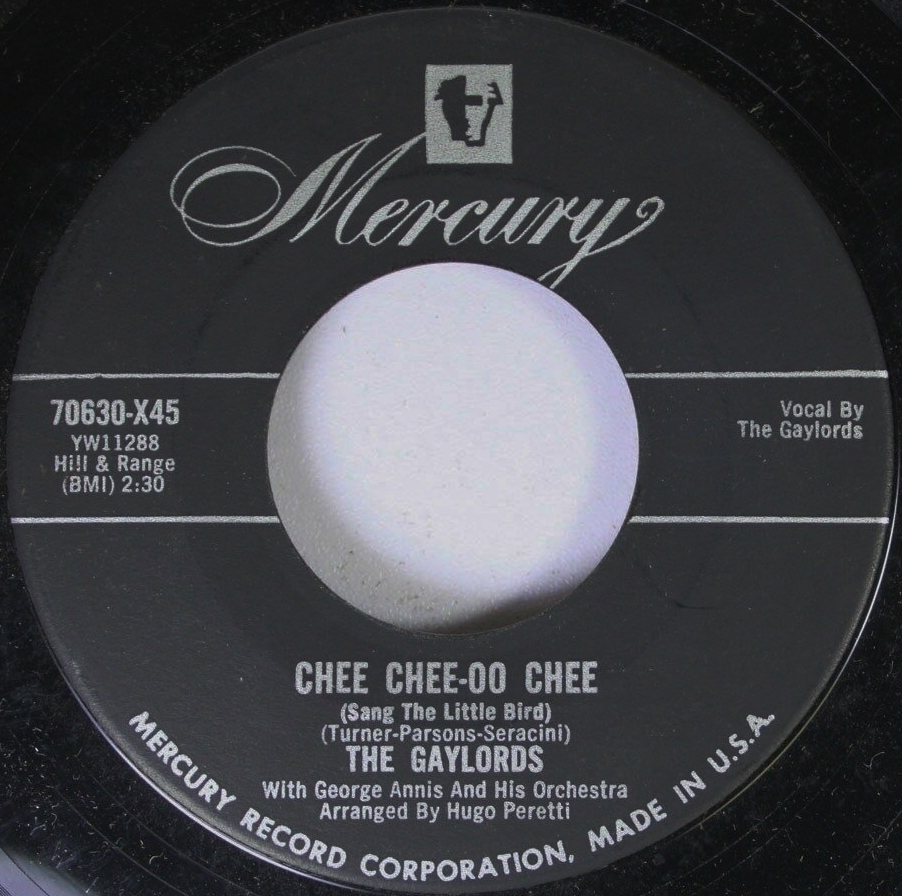 Mercury
70630-X45
YW11288
Hill & Range
(BMI) 2:30
Vocal By
The Gaylords
CHEE CHEE-OO CHEE
(Sang The Little Bird)
(Turner-Parsons-Seracini)
THE GAYLORDS
With George Annis And His Orchestra
Arranged By Hugo Peretti
MERCURY RECORD CORPORATION, MADE IN U.S.A.